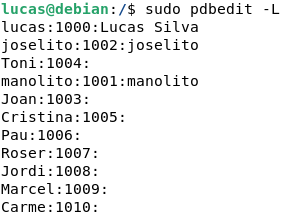 lucas@debian:/$ sudo pdbedit -L
lucas:1000:Lucas Silva
joselito:1002:joselito
Toni:1004:
manolito:1001:manolito
Joan:1003:
Cristina:1005:
Pau:1006:
Roser:1007:
Jordi:1008:
Marcel:1009:
Carme:1010: